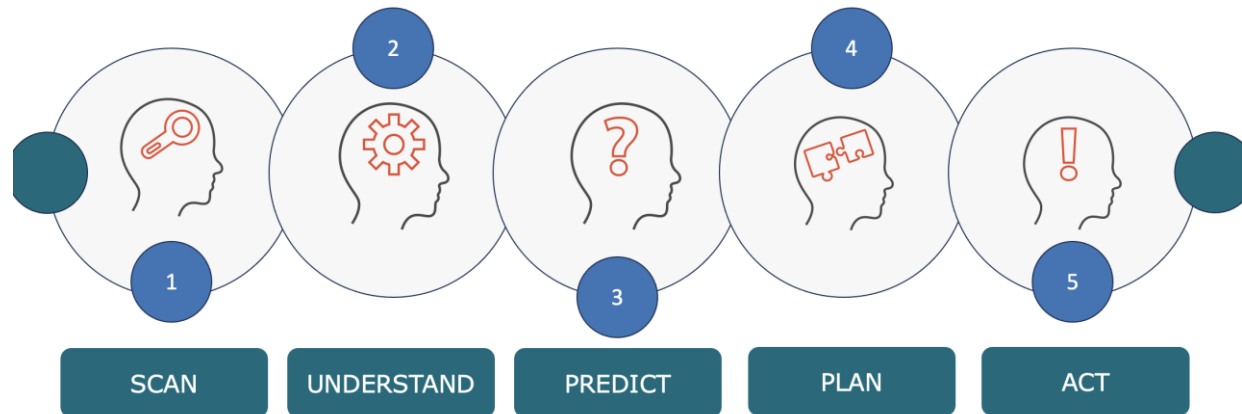 2
4
1
3
5
SCAN
UNDERSTAND
PREDICT
PLAN
ACT